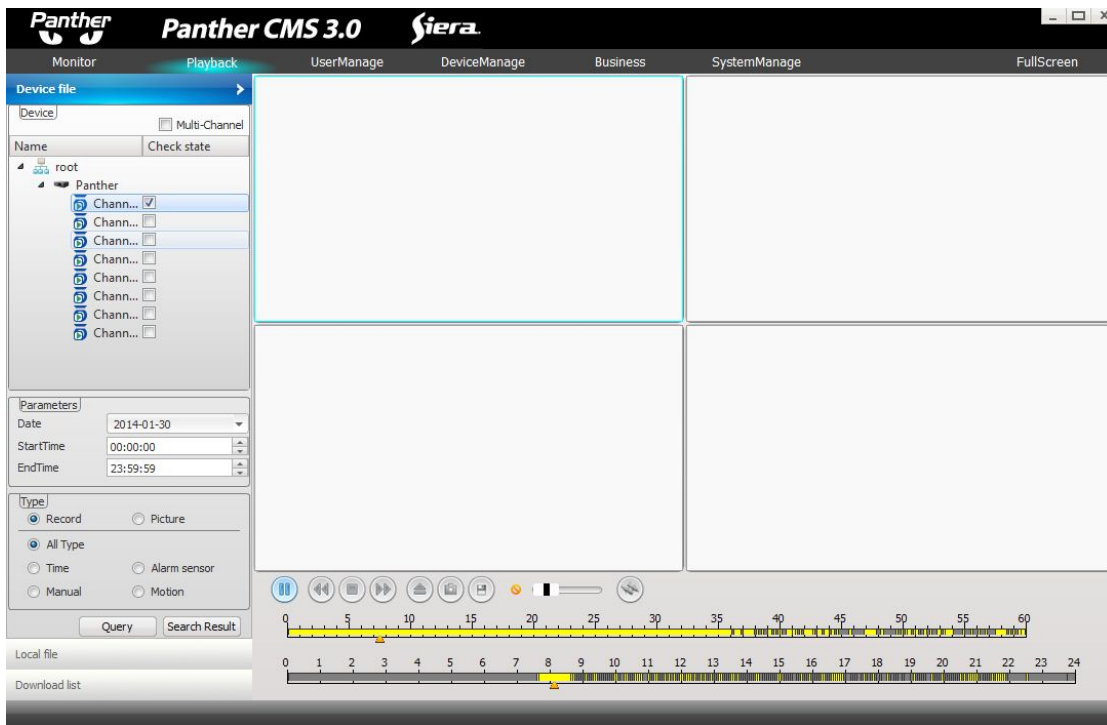 Panther Panther CMS 3.0 Siera
Monitor Playback UserManage DeviceManage Business SystemManage FullScreen
Device file
Device
Multi-Channel
Name Check state
root
Panther
Chann...
Chann...
Chann...
Chann...
Chann...
Chann...
Chann...
Chann...
Parameters
Date 2014-01-30
StartTime 00:00:00
EndTime 23:59:59
Type
Record Picture
All Type
Time Alarm sensor
Manual Motion
Query Search Result
Local file
Download list
0 5 10 15 20 25 30 35 40 45 50 55 60
0 1 2 3 4 5 6 7 8 9 10 11 12 13 14 15 16 17 18 19 20 21 22 23 24